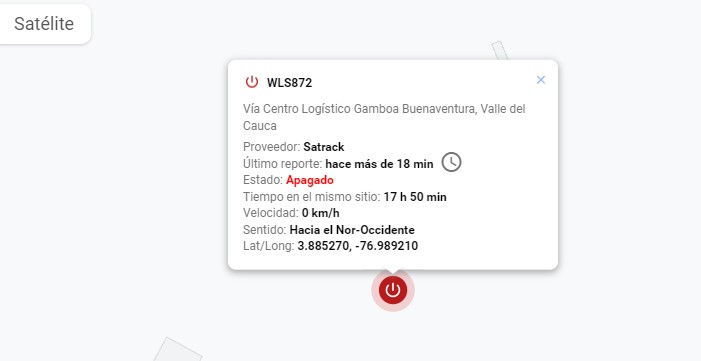 Satélite
WLS872
Vía Centro Logístico Gamboa Buenaventura, Valle del
Cauca
Proveedor: Satrack
Último reporte: hace más de 18 min
Estado: Apagado
Tiempo en el mismo sitio: 17 h 50 min
Velocidad: 0 km/h
Sentido: Hacia el Nor-Occidente
Lat/Long: 3.885270, -76.989210